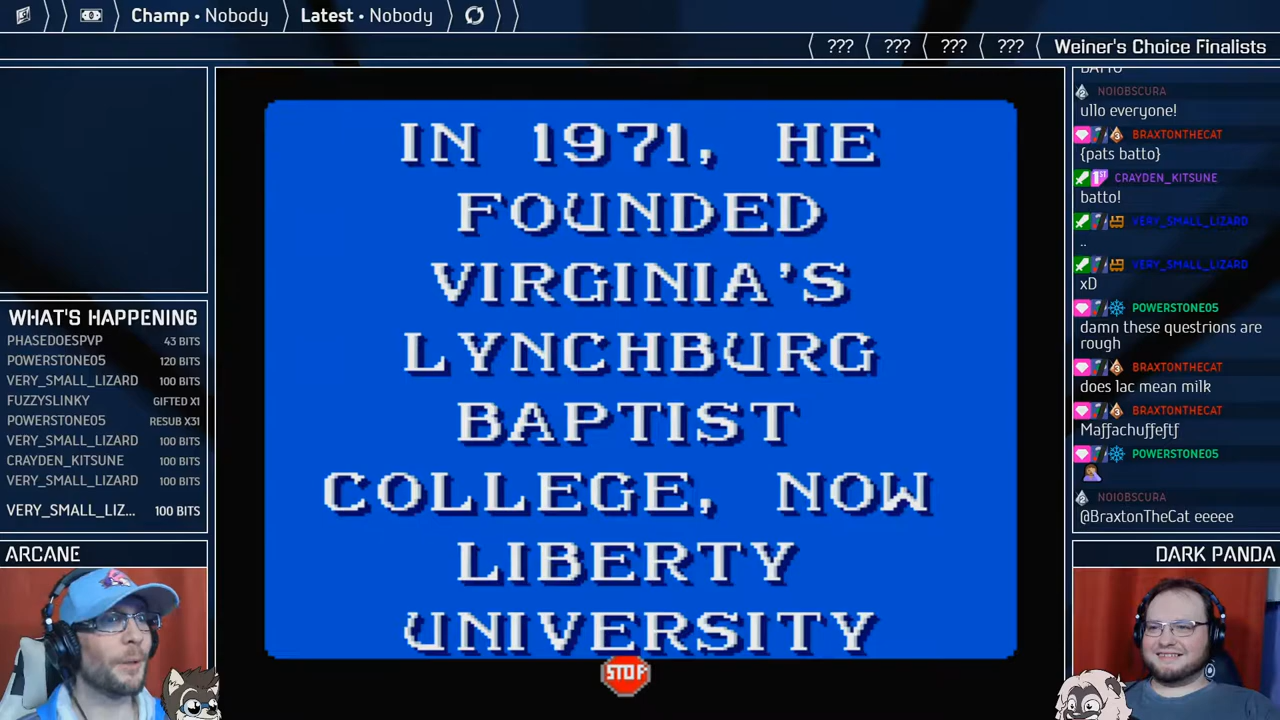 Champ • Nobody
Latest • Nobody
???
???
???
???
Weiner's Choice Finalists
IN 1971, HE
FOUNDED
VIRGINIA'S
LYNCHBURG
BAPTIST
COLLEGE, NOW
LIBERTY
UNIVERSITY
STOP
WHAT'S HAPPENING
PHASEDOESPVP 43 BITS
POWERSTONE05 120 BITS
VERY_SMALL_LIZARD 100 BITS
FUZZYSLINKY GIFTED X1
POWERSTONE05 RESUB X31
VERY_SMALL_LIZARD 100 BITS
CRAYDEN_KITSUNE 100 BITS
VERY_SMALL_LIZARD 100 BITS
VERY_SMALL_LIZ... 100 BITS
ARCANE
BATTO
NOIOBSCURA
ullo everyone!
BRAXTONTHECAT
{pats batto}
CRAYDEN_KITSUNE
batto!
VERY_SMALL_LIZARD
..
VERY_SMALL_LIZARD
xD
POWERSTONE05
damn these questrions are
rough
BRAXTONTHECAT
does lac mean milk
BRAXTONTHECAT
Maffachuffeftf
POWERSTONE05
NOIOBSCURA
@BraxtonTheCat eeeee
DARK PANDA